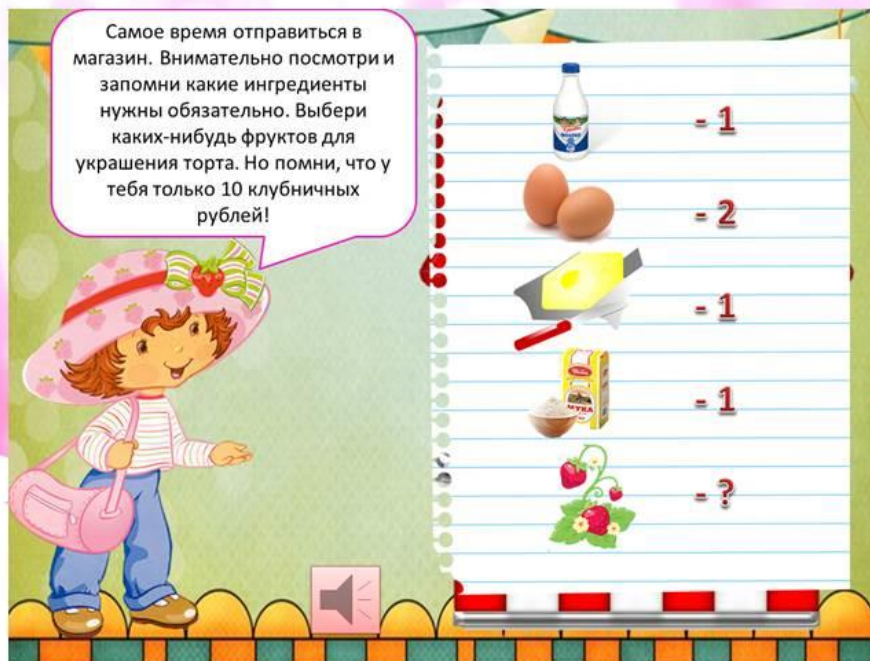 Самое время отправиться в
магазин. Внимательно посмотри и
запомни какие ингредиенты
нужны обязательно. Выбери
каких-нибудь фруктов для
украшения торта. Но помни, что у
тебя только 10 клубничных
рублей!
- 1
- 2
- 1
МУКА
- 1
- ?